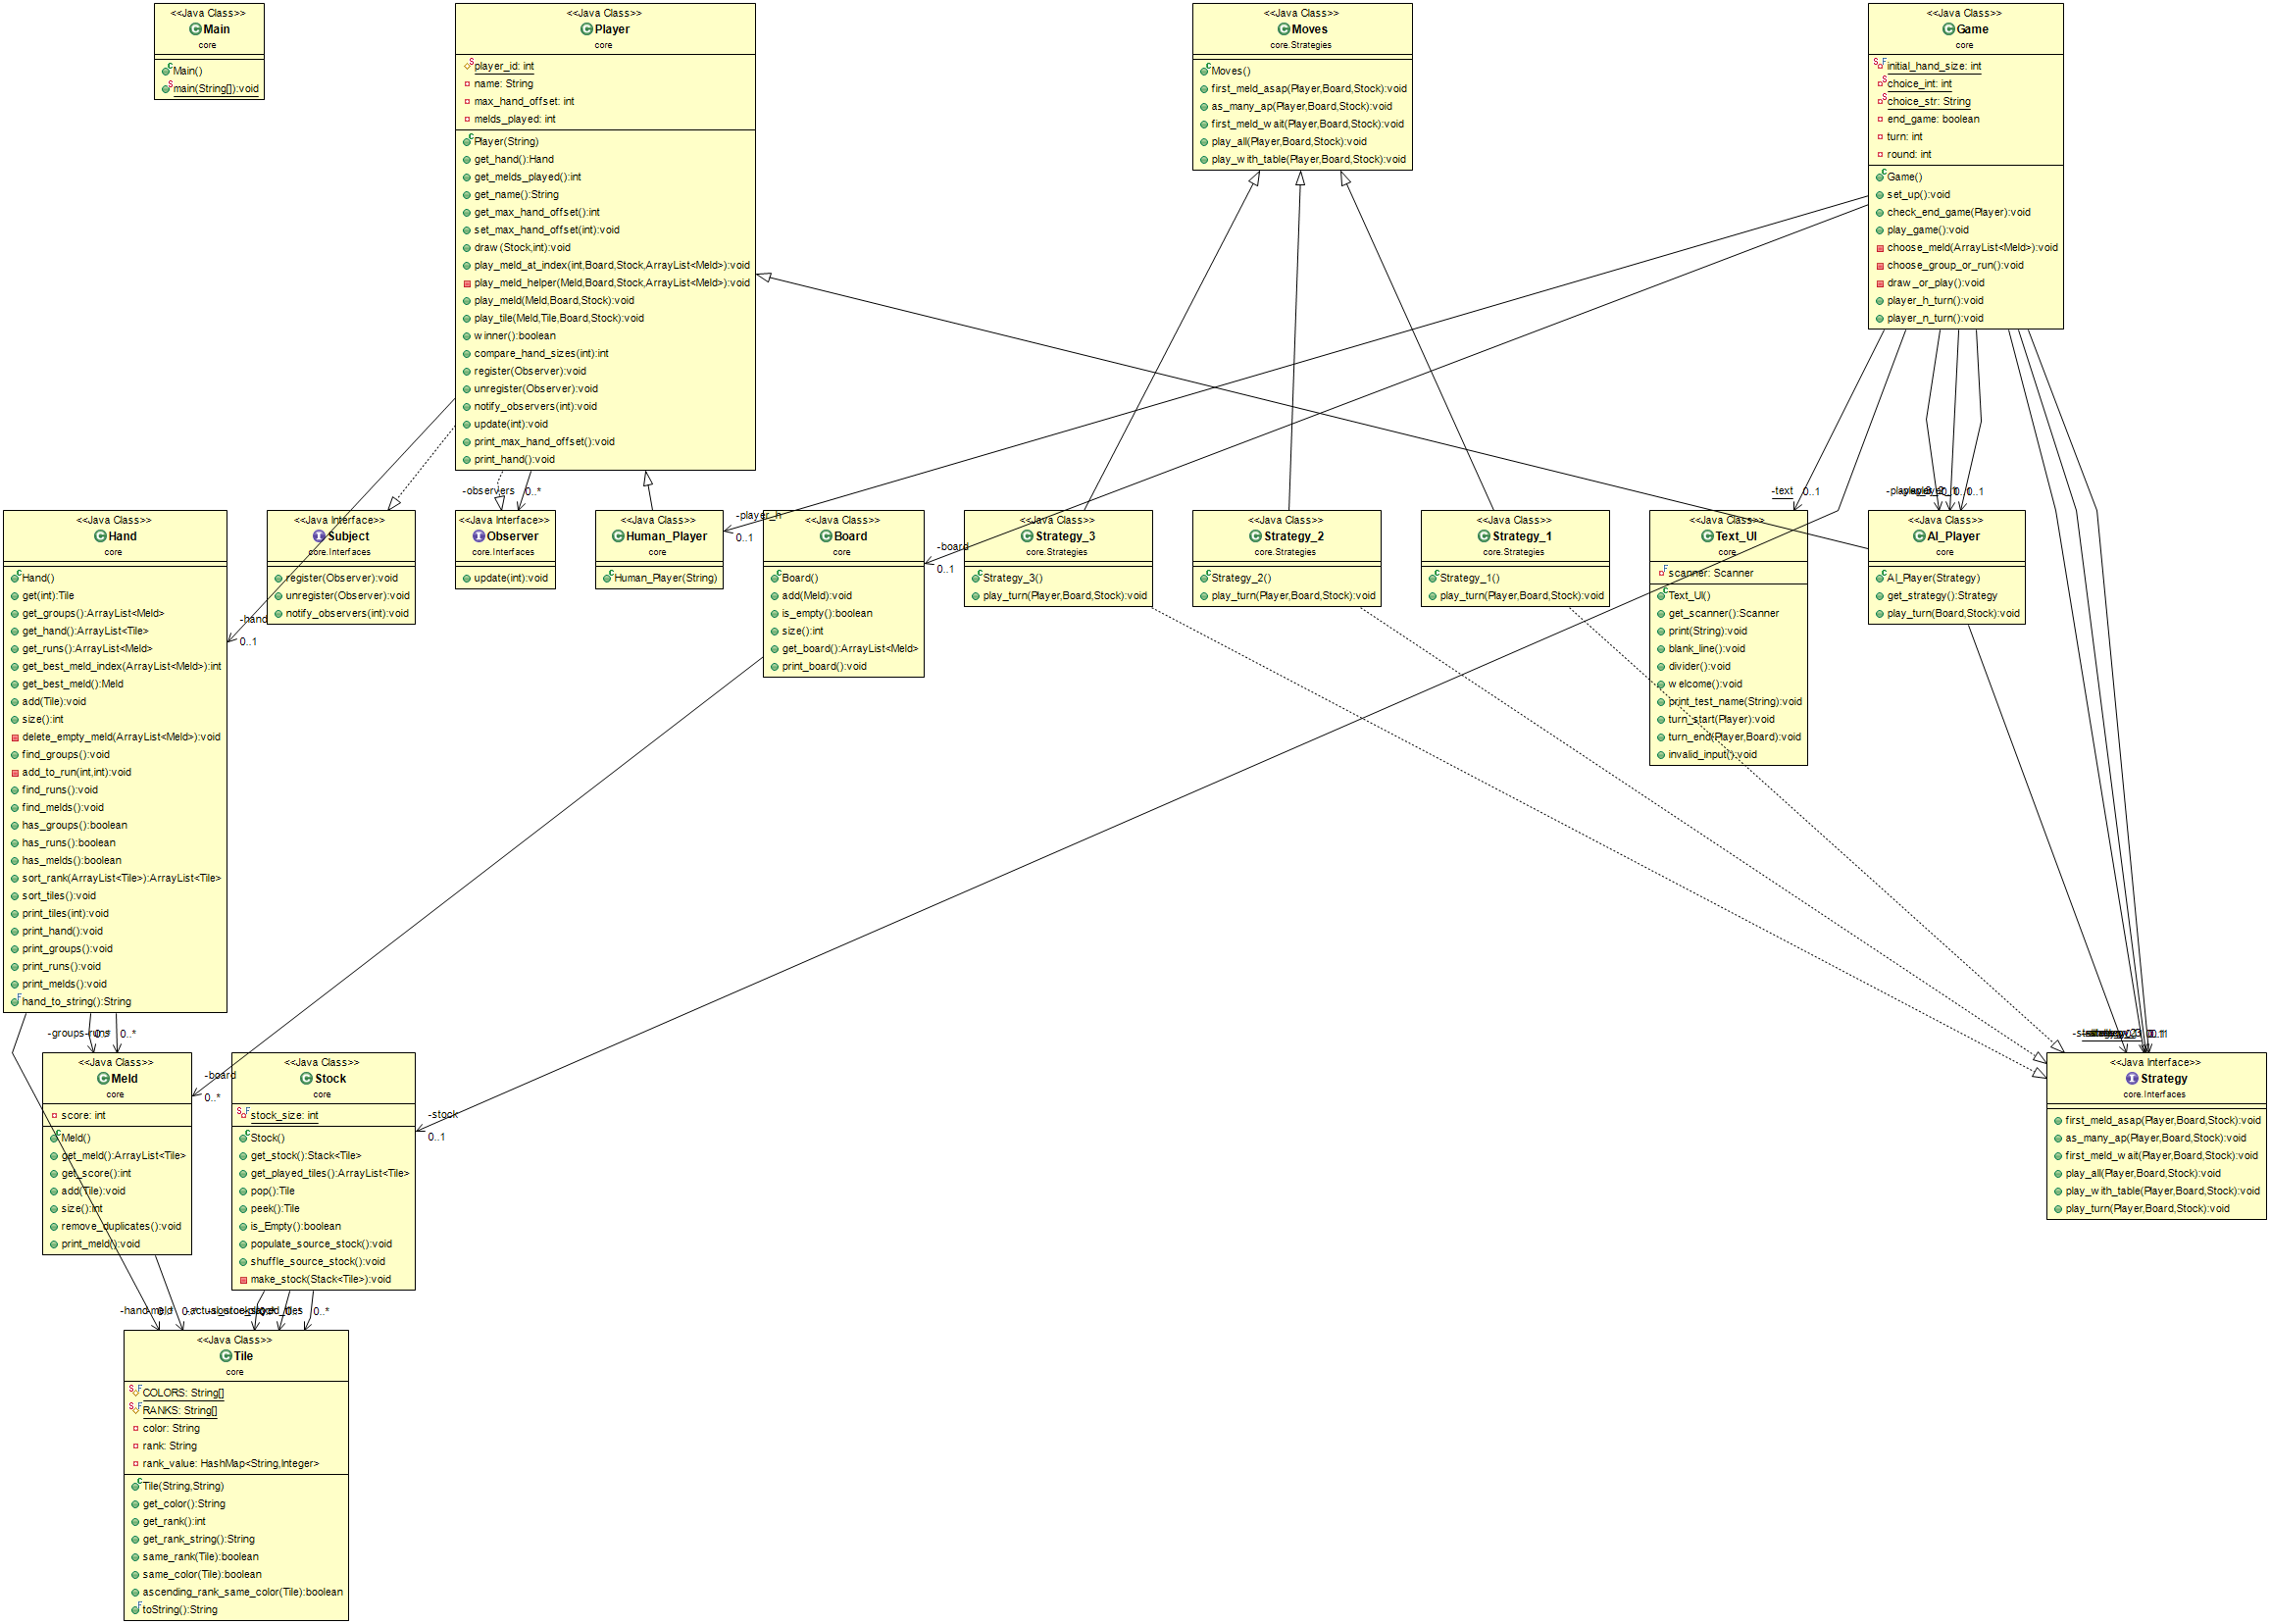 <<Java Class>>
Main
core
Main()
main(String[]):void
<<Java Class>>
Player
core
player_id: int
name: String
max_hand_offset: int
melds_played: int
Player(String)
get_hand():Hand
get_melds_played():int
get_name():String
get_max_hand_offset():int
set_max_hand_offset(int):void
draw(Stock,int):void
play_meld_at_index(int,Board,Stock,ArrayList<Meld>):void
play_meld_helper(Meld,Board,Stock,ArrayList<Meld>):void
play_meld(Meld,Board,Stock):void
play_tile(Meld,Tile,Board,Stock):void
winner():boolean
compare_hand_sizes(int):int
register(Observer):void
unregister(Observer):void
notify_observers(int):void
update(int):void
print_max_hand_offset():void
print_hand():void
<<Java Class>>
Moves
core.Strategies
Moves()
first_meld_asap(Player,Board,Stock):void
as_many_ap(Player,Board,Stock):void
first_meld_wait(Player,Board,Stock):void
play_all(Player,Board,Stock):void
play_with_table(Player,Board,Stock):void
<<Java Class>>
Game
core
initial_hand_size: int
choice_int: int
choice_str: String
end_game: boolean
turn: int
round: int
Game()
set_up():void
check_end_game(Player):void
play_game():void
choose_meld(ArrayList<Meld>):void
choose_group_or_run():void
draw_or_play():void
player_h_turn():void
player_n_turn():void
-observers 0..*
-player_h
0..1
-board
0..1
-text 0..1
0..1
-hand
0..1
<<Java Class>>
Hand
core
Hand()
get(int):Tile
get_groups():ArrayList<Meld>
get_hand():ArrayList<Tile>
get_runs():ArrayList<Meld>
get_best_meld_index(ArrayList<Meld>):int
get_best_meld():Meld
add(Tile):void
size():int
delete_empty_meld(ArrayList<Meld>):void
find_groups():void
add_to_run(int,int):void
find_runs():void
find_melds():void
has_groups():boolean
has_runs():boolean
has_melds():boolean
sort_rank(ArrayList<Tile>):ArrayList<Tile>
sort_tiles():void
print_tiles(int):void
print_hand():void
print_groups():void
print_runs():void
print_melds():void
hand_to_string():String
<<Java Interface>>
Subject
core.Interfaces
register(Observer):void
unregister(Observer):void
notify_observers(int):void
<<Java Interface>>
Observer
core.Interfaces
update(int):void
<<Java Class>>
Human_Player
core
Human_Player(String)
<<Java Class>>
Board
core
Board()
add(Meld):void
is_empty():boolean
size():int
get_board():ArrayList<Meld>
print_board():void
<<Java Class>>
Strategy_3
core.Strategies
Strategy_3()
play_turn(Player,Board,Stock):void
<<Java Class>>
Strategy_2
core.Strategies
Strategy_2()
play_turn(Player,Board,Stock):void
<<Java Class>>
Strategy_1
core.Strategies
Strategy_1()
play_turn(Player,Board,Stock):void
<<Java Class>>
Text_UI
core
scanner: Scanner
Text_UI()
get_scanner():Scanner
print(String):void
blank_line():void
divider():void
welcome():void
print_test_name(String):void
turn_start(Player):void
turn_end(Player,Board):void
invalid_input():void
<<Java Class>>
AI_Player
core
AI_Player(Strategy)
get_strategy():Strategy
play_turn(Board,Stock):void
-groups -runs 0..*
-board
0..*
-stock
0..1
<<Java Class>>
Meld
core
score: int
Meld()
get_meld():ArrayList<Tile>
get_score():int
add(Tile):void
size():int
remove_duplicates():void
print_meld():void
<<Java Class>>
Stock
core
stock_size: int
Stock()
get_stock():Stack<Tile>
get_played_tiles():ArrayList<Tile>
pop():Tile
peek():Tile
is_Empty():boolean
populate_source_stock():void
shuffle_source_stock():void
make_stock(Stack<Tile>):void
<<Java Interface>>
Strategy
core.Interfaces
first_meld_asap(Player,Board,Stock):void
as_many_ap(Player,Board,Stock):void
first_meld_wait(Player,Board,Stock):void
play_all(Player,Board,Stock):void
play_with_table(Player,Board,Stock):void
play_turn(Player,Board,Stock):void
-hand 0..*
<<Java Class>>
Tile
core
COLORS: String[]
RANKS: String[]
color: String
rank: String
rank_value: HashMap<String,Integer>
Tile(String,String)
get_color():String
get_rank():int
get_rank_string():String
same_rank(Tile):boolean
same_color(Tile):boolean
ascending_rank_same_color(Tile):boolean
toString():String